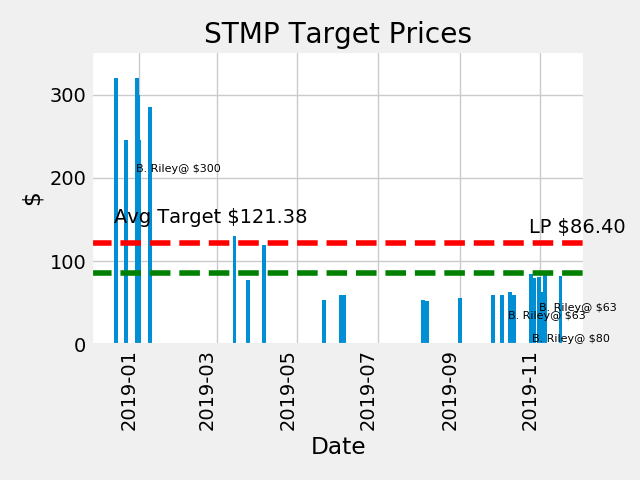 STMP Target Prices
$
300
200
100
0
B. Riley@ $300
Avg Target $121.38
LP $86.40
B. Riley@ $63
B. Riley@ $63
B. Riley@ $80
2019-01
2019-03
2019-05
2019-07
2019-09
2019-11
Date